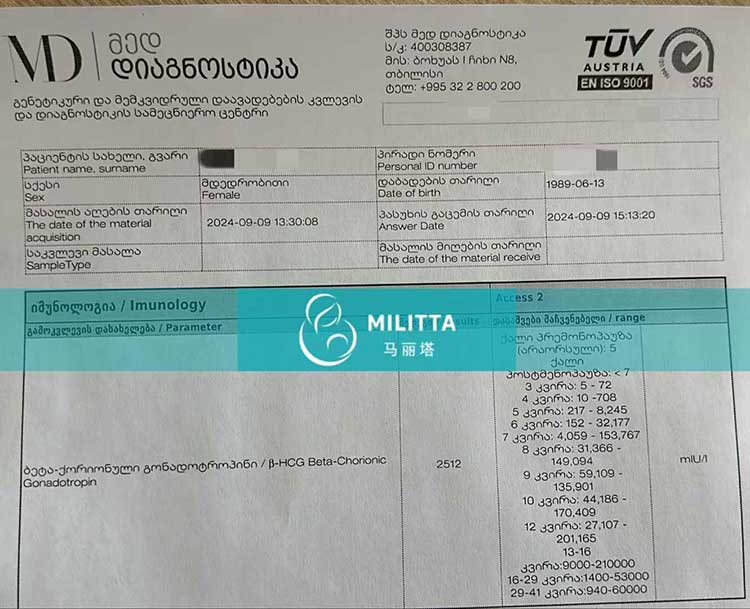 MD
მედ
დიაგნოსტიკა
გენეტიკური და მემკვიდრული დაავადებების კვლევის
და დიაგნოსტიკის სამეცნიერო ცენტრი
შპს მედ დიაგნოსტიკა
ს/კ: 400308387
მის: ბოხუას I ჩიხი N8,
თბილისი
ტელ: +995 32 2 800 200
TÜV
AUSTRIA
EN ISO 9001
SGS
პაციენტის სახელი, გვარი
Patient name, surname
პირადი ნომერი
Personal ID number
სქესი
Sex
მდედრობითი
Female
დაბადების თარიღი
Date of birth
1989-06-13
მასალის აღების თარიღი
The date of the material
acquisition
2024-09-09 13:30:08
პასუხის გაცემის თარიღი
Answer Date
2024-09-09 15:13:20
საკვლევი მასალა
SampleType
მასალის მიღების თარიღი
The date of the material receive
იმუნოლოგია / Imunology
Access 2
გამოკვლევის დასახელება / Parameter
დასაშვები მაჩვენებელი / range
MILITTA
马丽塔
ბეტა-ქორიონული გონადოტროპინი / β-HCG Beta-Chorionic
Gonadotropin
2512
ქალი პრემონოპაუზა
(არაორსული): 5
ქალი
პოსტმენოპაუზა: < 7
3 კვირა: 5 - 72
4 კვირა: 10 -708
5 კვირა: 217 - 8,245
6 კვირა: 152 - 32,177
7 კვირა: 4,059 - 153,767
8 კვირა: 31,366 -
149,094
9 კვირა: 59,109 -
135,901
10 კვირა: 44,186 -
170,409
12 კვირა: 27,107 -
201,165
13-16
კვირა:9000-210000
16-29 კვირა:1400-53000
29-41 კვირა:940-60000
mIU/l